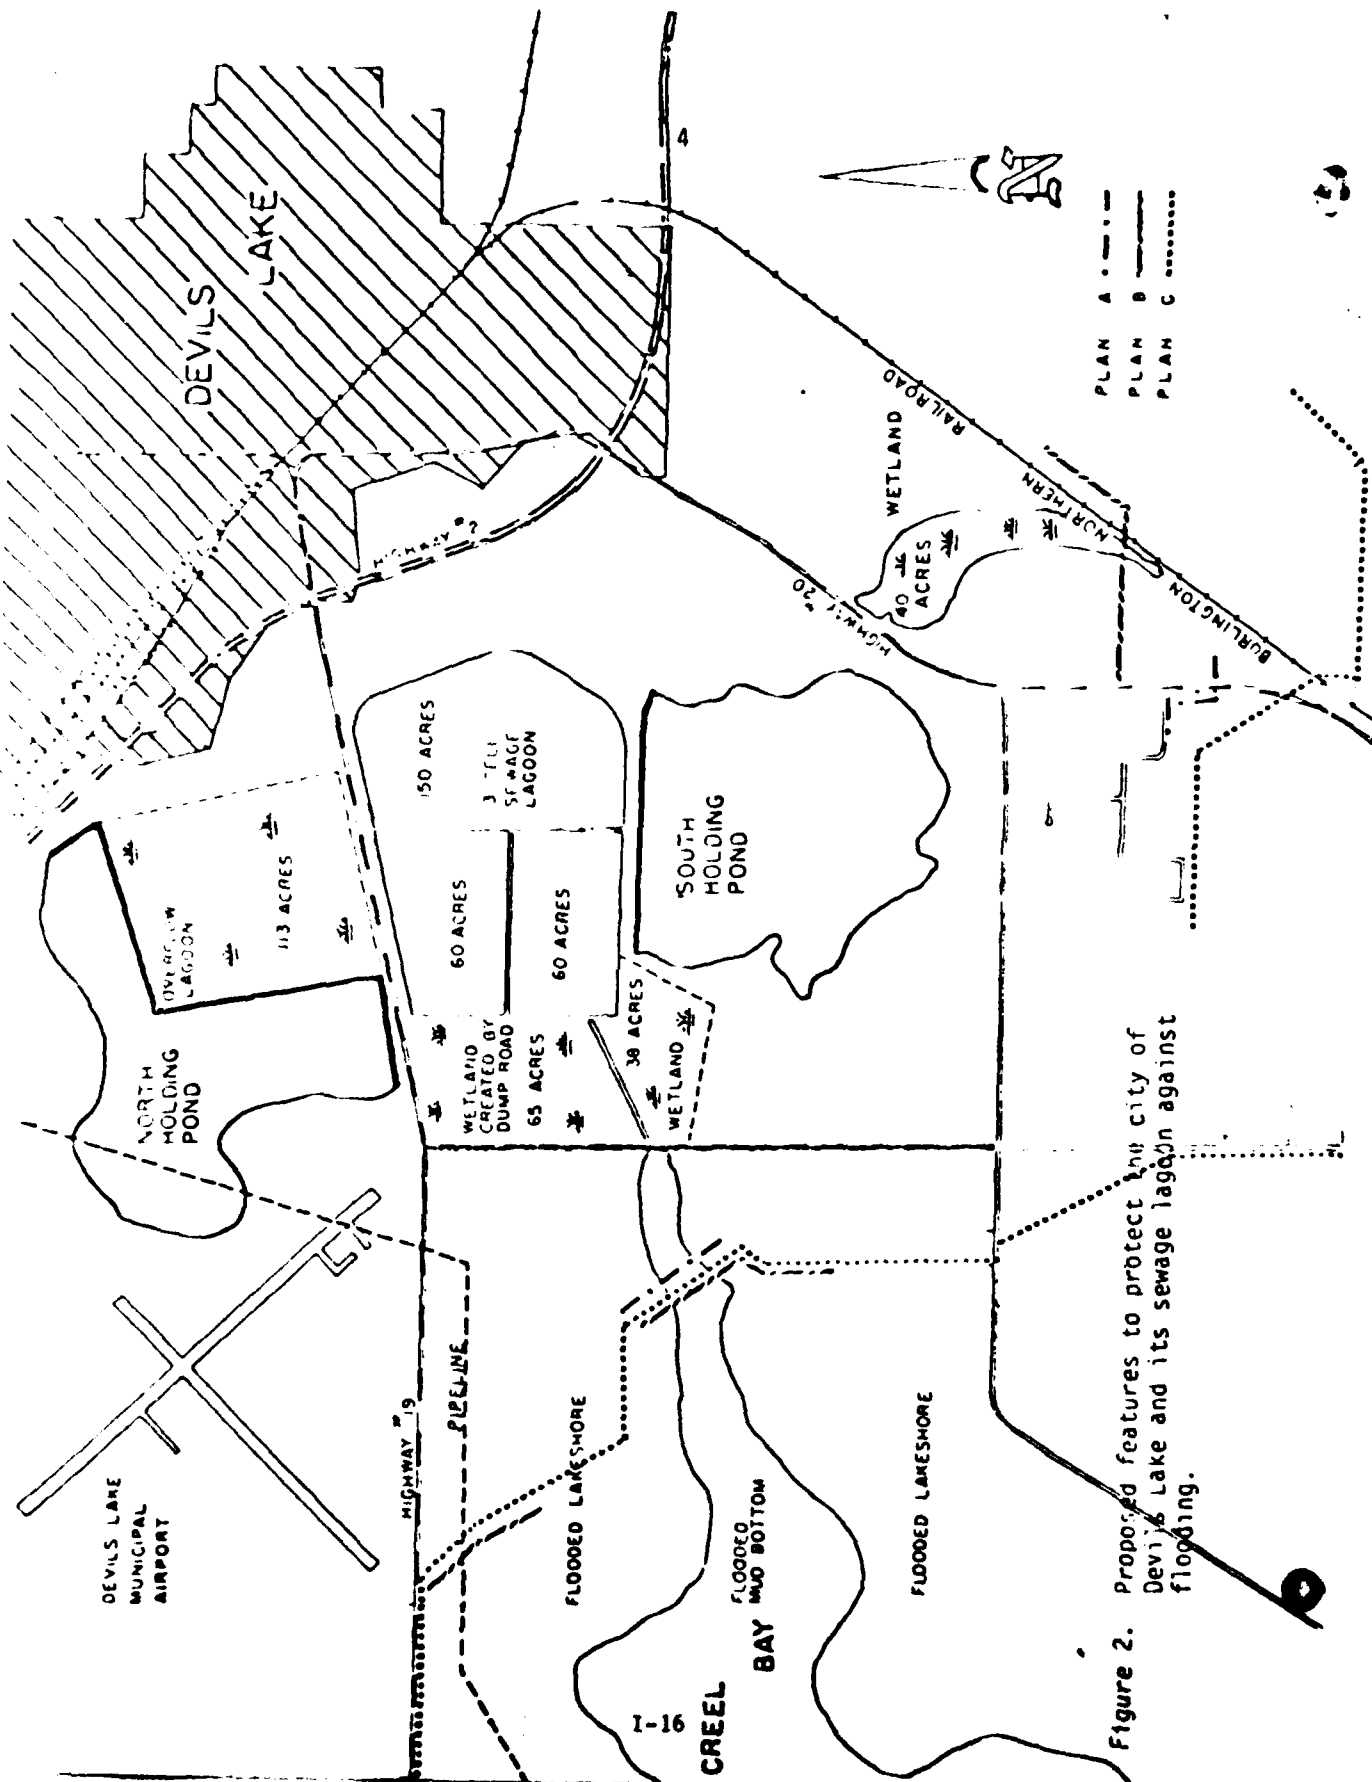 DEVILS
LAKE
4
N
PLAN A
PLAN B
PLAN C
HIGHWAY #2
HIGHWAY #20
WETLAND
40
ACRES
BURLINGTON
NORTHERN
RAILROAD
150 ACRES
SEWAGE
LAGOON
60 ACRES
60 ACRES
OVERFLOW
LAGOON
113 ACRES
NORTH
HOLDING
POND
SOUTH
HOLDING
POND
WETLAND
CREATED BY
DUMP ROAD
65 ACRES
38 ACRES
WETLAND
DEVILS LAKE
MUNICIPAL
AIRPORT
HIGHWAY #19
PIPELINE
FLOODED LAKESHORE
FLOODED
MUD BOTTOM
FLOODED LAKESHORE
CREEL
BAY
I-16
Figure 2. Proposed features to protect the city of
Devils Lake and its sewage lagoon against
flooding.